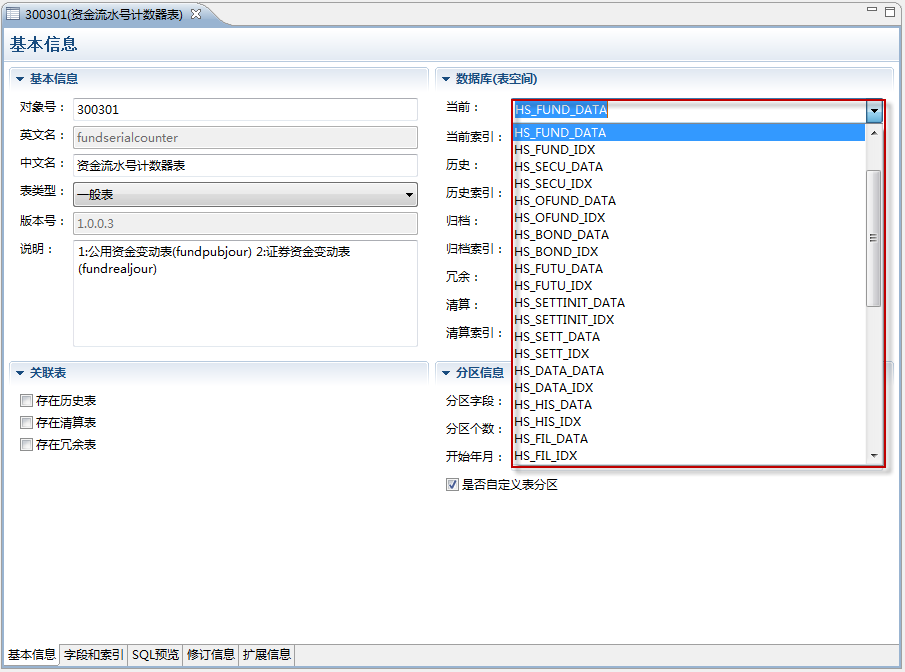 300301(资金流水号计数器表)
基本信息
基本信息
对象号： 300301
英文名： fundserialcounter
中文名： 资金流水号计数器表
表类型： 一般表
版本号： 1.0.0.3
说明： 1:公用资金变动表(fundpubjour) 2:证券资金变动表
(fundrealjour)
关联表
存在历史表
存在清算表
存在冗余表
数据库(表空间)
当前： HS_FUND_DATA
当前索引：
历史：
历史索引：
归档：
归档索引：
冗余：
清算：
清算索引：
HS_FUND_DATA
HS_FUND_IDX
HS_SECU_DATA
HS_SECU_IDX
HS_OFUND_DATA
HS_OFUND_IDX
HS_BOND_DATA
HS_BOND_IDX
HS_FUTU_DATA
HS_FUTU_IDX
HS_SETTINIT_DATA
HS_SETTINIT_IDX
HS_SETT_DATA
HS_SETT_IDX
HS_DATA_DATA
HS_DATA_IDX
HS_HIS_DATA
HS_HIS_IDX
HS_FIL_DATA
HS_FIL_IDX
分区信息
分区字段：
分区个数：
开始年月：
是否自定义表分区
基本信息 字段和索引 SQL预览 修订信息 扩展信息